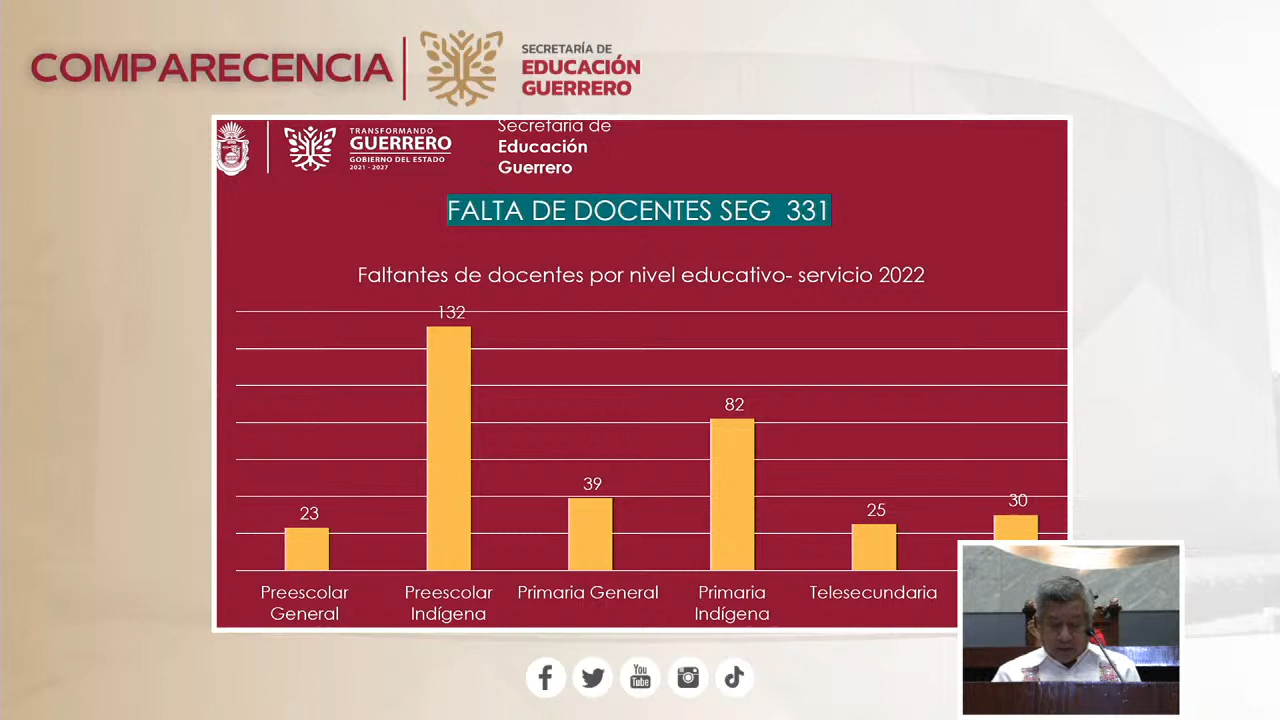 COMPARECENCIA
SECRETARÍA DE
EDUCACIÓN
GUERRERO
TRANSFORMANDO
GUERRERO
GOBIERNO DEL ESTADO
2021 - 2027
Secretaría de
Educación
Guerrero
FALTA DE DOCENTES SEG 331
Faltantes de docentes por nivel educativo- servicio 2022
132
82
39
30
23
25
Preescolar
General
Preescolar
Indígena
Primaria General
Primaria
Indígena
Telesecundaria
You
Tube